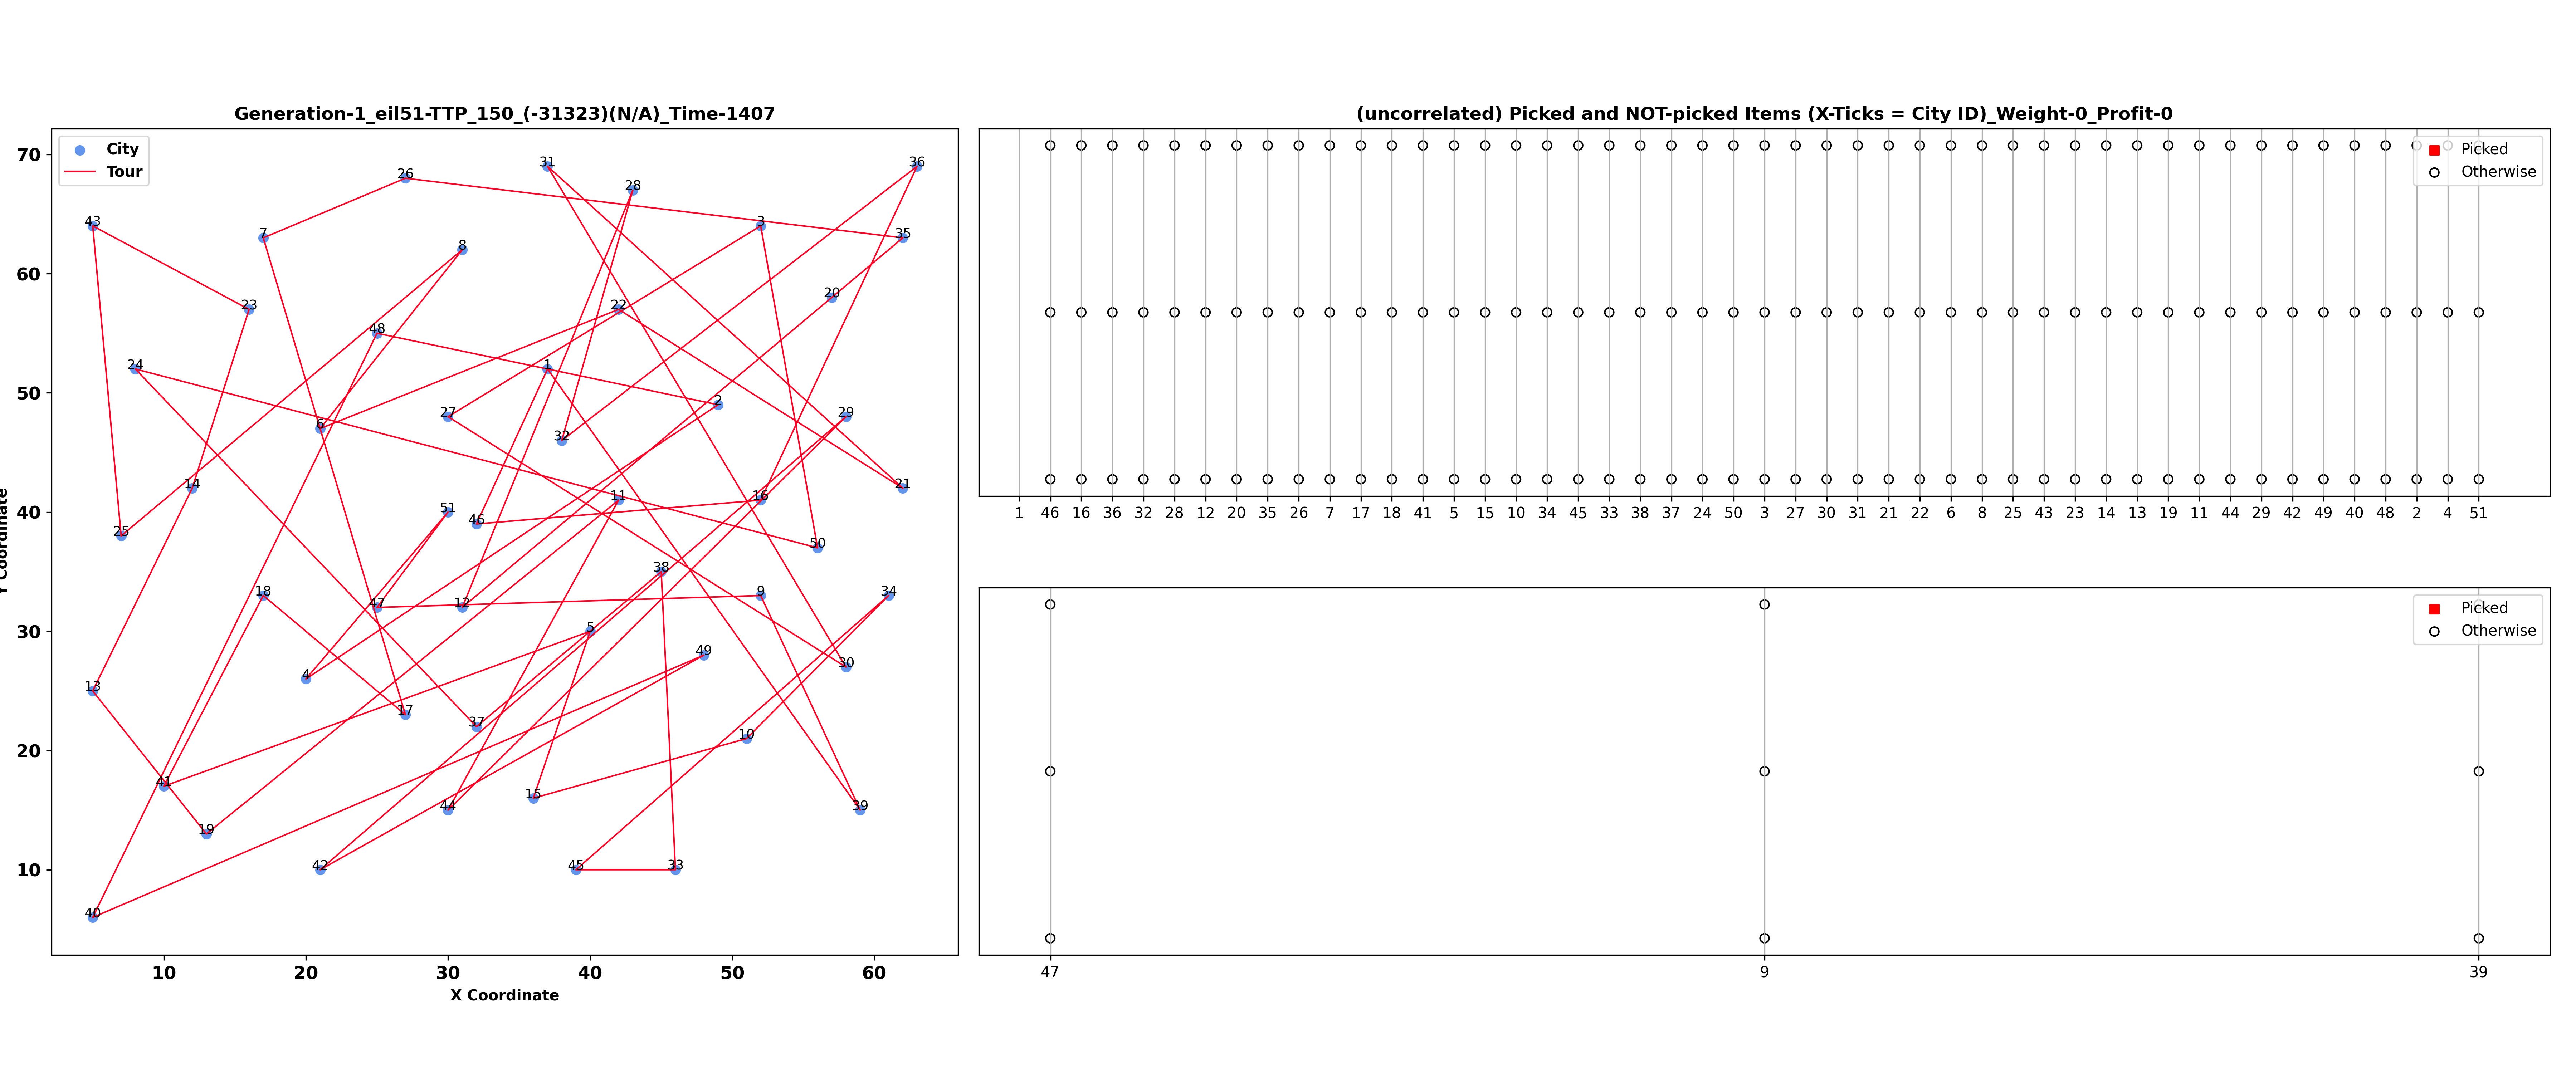 Generation-1_eil51-TTP_150_(-31323)(N/A)_Time-1407
City
Tour
70
60
50
40
30
20
10
10 20 30 40 50 60
X Coordinate
Y Coordinate
31 36
26
28
43 3
7 35
8
20
23 22
48
24 1
2
27 29
6
32
14 21
11 16
51
46
25 50
38
18 9 34
47 12
5
49
4 30
13
17
37
10
41
15
44 39
19
42 45 33
40
(uncorrelated) Picked and NOT-picked Items (X-Ticks = City ID)_Weight-0_Profit-0
Picked
Otherwise
1 46 16 36 32 28 12 20 35 26 7 17 18 41 5 15 10 34 45 33 38 37 24 50 3 27 30 31 21 22 6 8 25 43 23 14 13 19 11 44 29 42 49 40 48 2 4 51
Picked
Otherwise
47 9 39